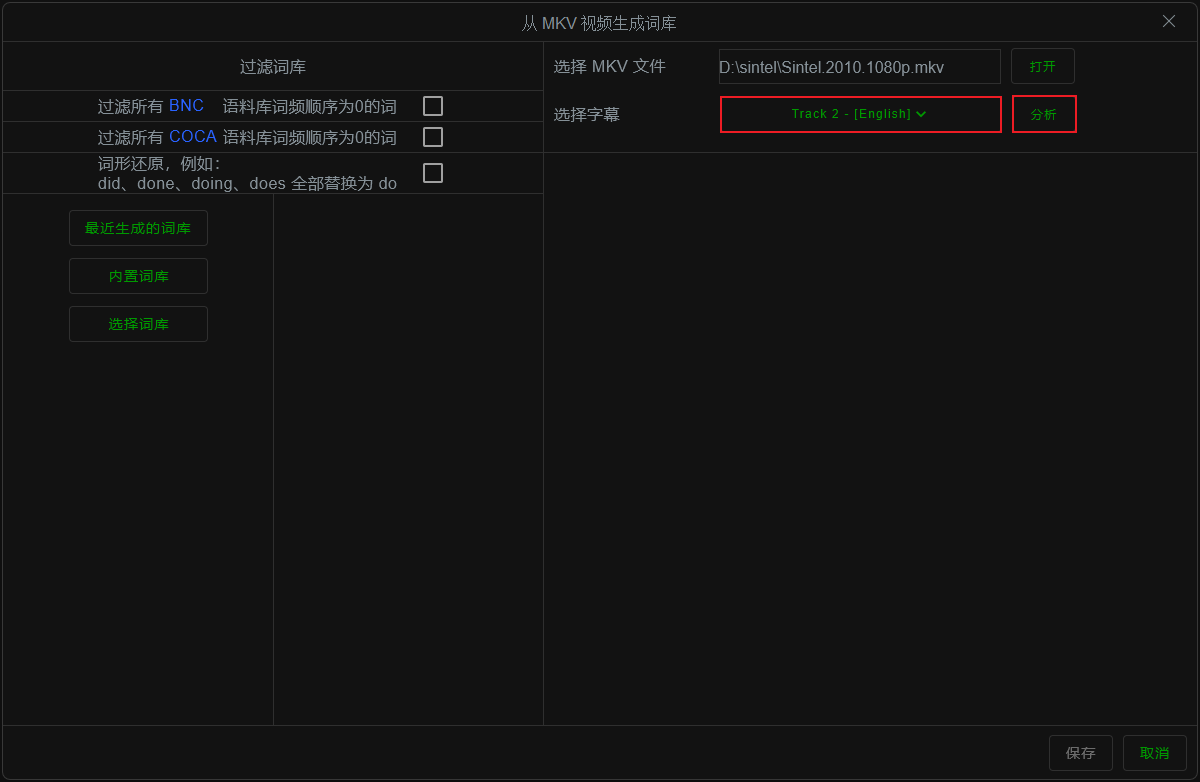 从 MKV 视频生成词库
过滤词库
过滤所有 BNC 语料库词频顺序为0的词
过滤所有 COCA 语料库词频顺序为0的词
词形还原，例如：
did、done、doing、does 全部替换为 do
最近生成的词库
内置词库
选择词库
选择 MKV 文件
D:\sintel\Sintel.2010.1080p.mkv
打开
选择字幕
Track 2 - [English]
分析
保存
取消